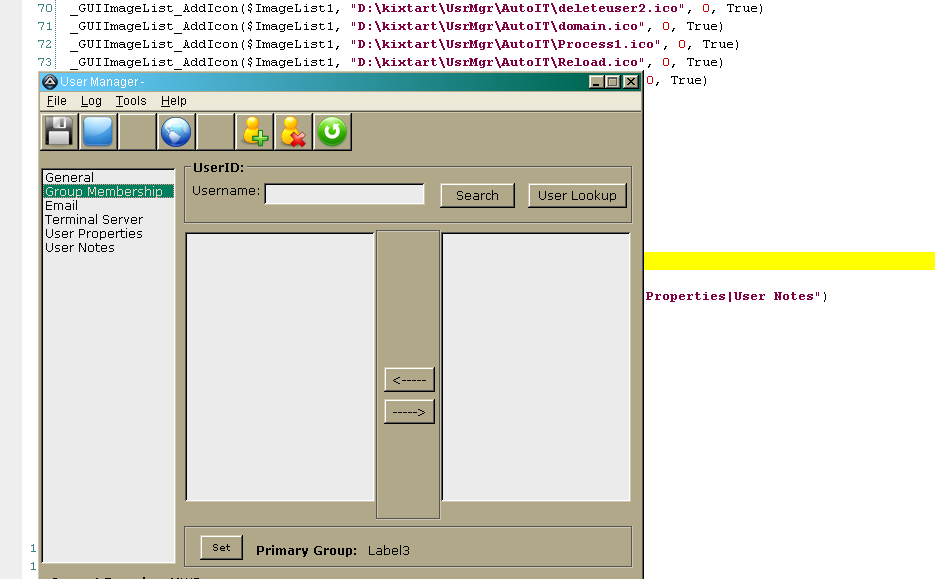 70 _GUIImageList_AddIcon($ImageList1, "D:\kixtart\UsrMgr\AutoIT\deleteuser2.ico", 0, True)
71 _GUIImageList_AddIcon($ImageList1, "D:\kixtart\UsrMgr\AutoIT\domain.ico", 0, True)
72 _GUIImageList_AddIcon($ImageList1, "D:\kixtart\UsrMgr\AutoIT\Process1.ico", 0, True)
73 _GUIImageList_AddIcon($ImageList1, "D:\kixtart\UsrMgr\AutoIT\Reload.ico", 0, True)
User Manager -
0, True)
File Log Tools Help
UserID:
Username:
Search
User Lookup
General
Group Membership
Email
Terminal Server
User Properties
User Notes
Properties|User Notes")
<-----
----->
Set
Primary Group: Label3
1
1